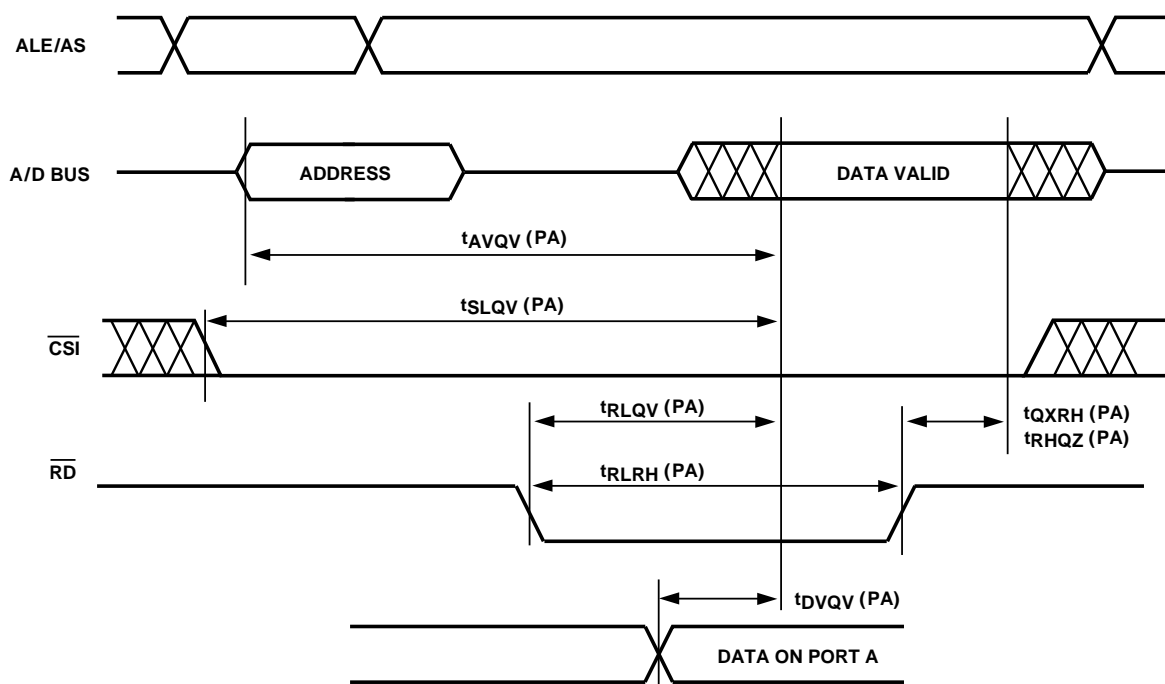 ALE/AS
A/D BUS
ADDRESS
DATA VALID
tAVQV (PA)
tSLQV (PA)
CSI
tRLQV (PA)
tQXRH (PA)
tRHQZ (PA)
RD
tRLRH (PA)
tDVQV (PA)
DATA ON PORT A